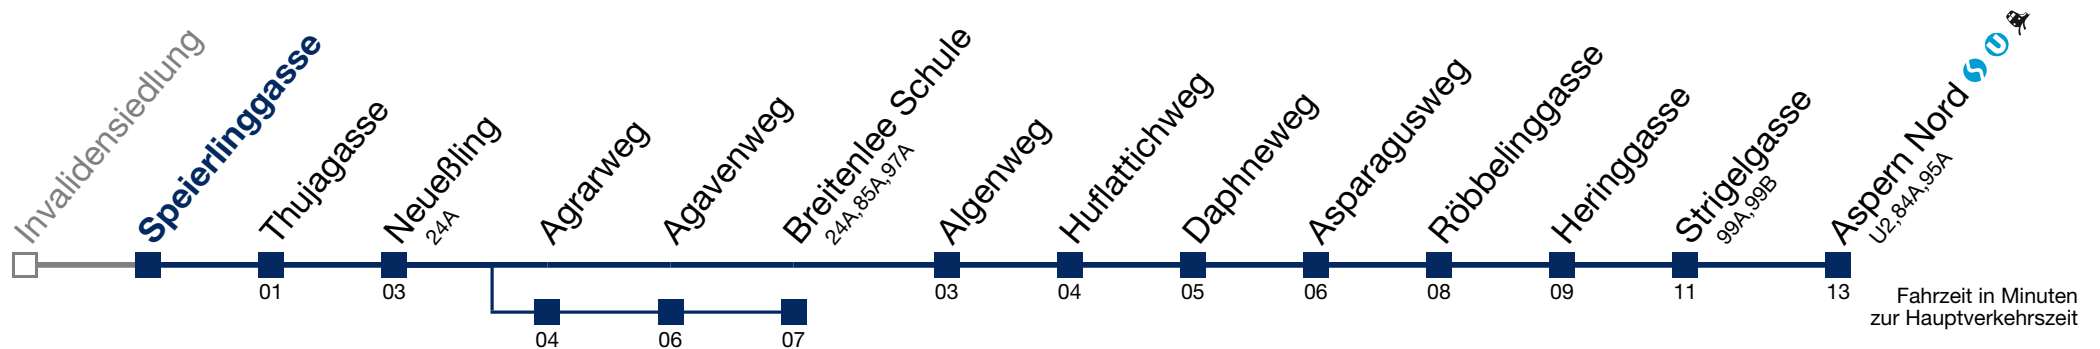 Invalidensiedlung
Speierlinggasse
Thujagasse
Neueßling
24A
Agrarweg
Agavenweg
Breitenlee Schule
24A,85A,97A
Algenweg
Huflattichweg
Daphneweg
Asparagusweg
Röbbelinggasse
Heringgasse
Strigelgasse
99A,99B
Aspern Nord
U2,84A,95A
01
03
03
04
05
06
08
09
11
13
04
06
07
Fahrzeit in Minuten
zur Hauptverkehrszeit